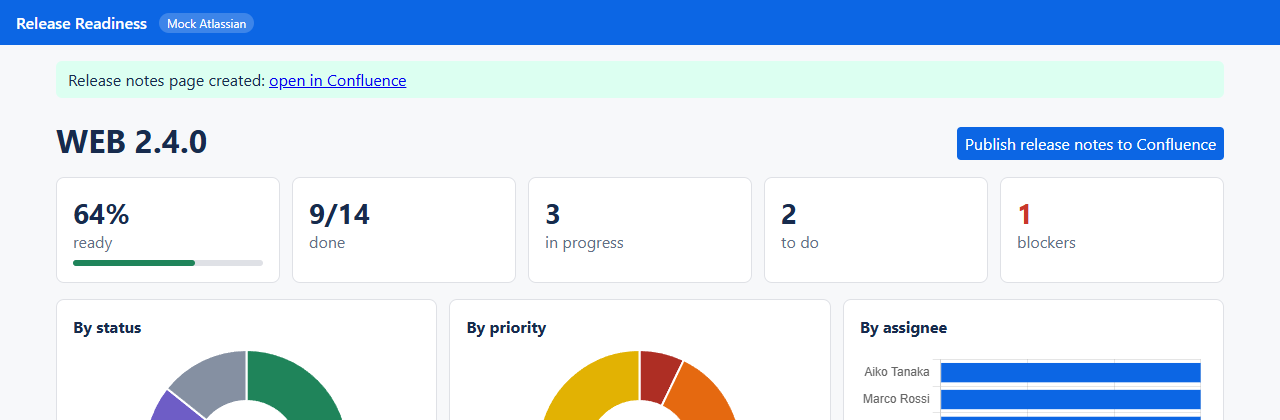 Release Readiness Mock Atlassian
Release notes page created: open in Confluence
WEB 2.4.0
Publish release notes to Confluence
64%
ready
9/14
done
3
in progress
2
to do
1
blockers
By status
By priority
By assignee
Aiko Tanaka
Marco Rossi